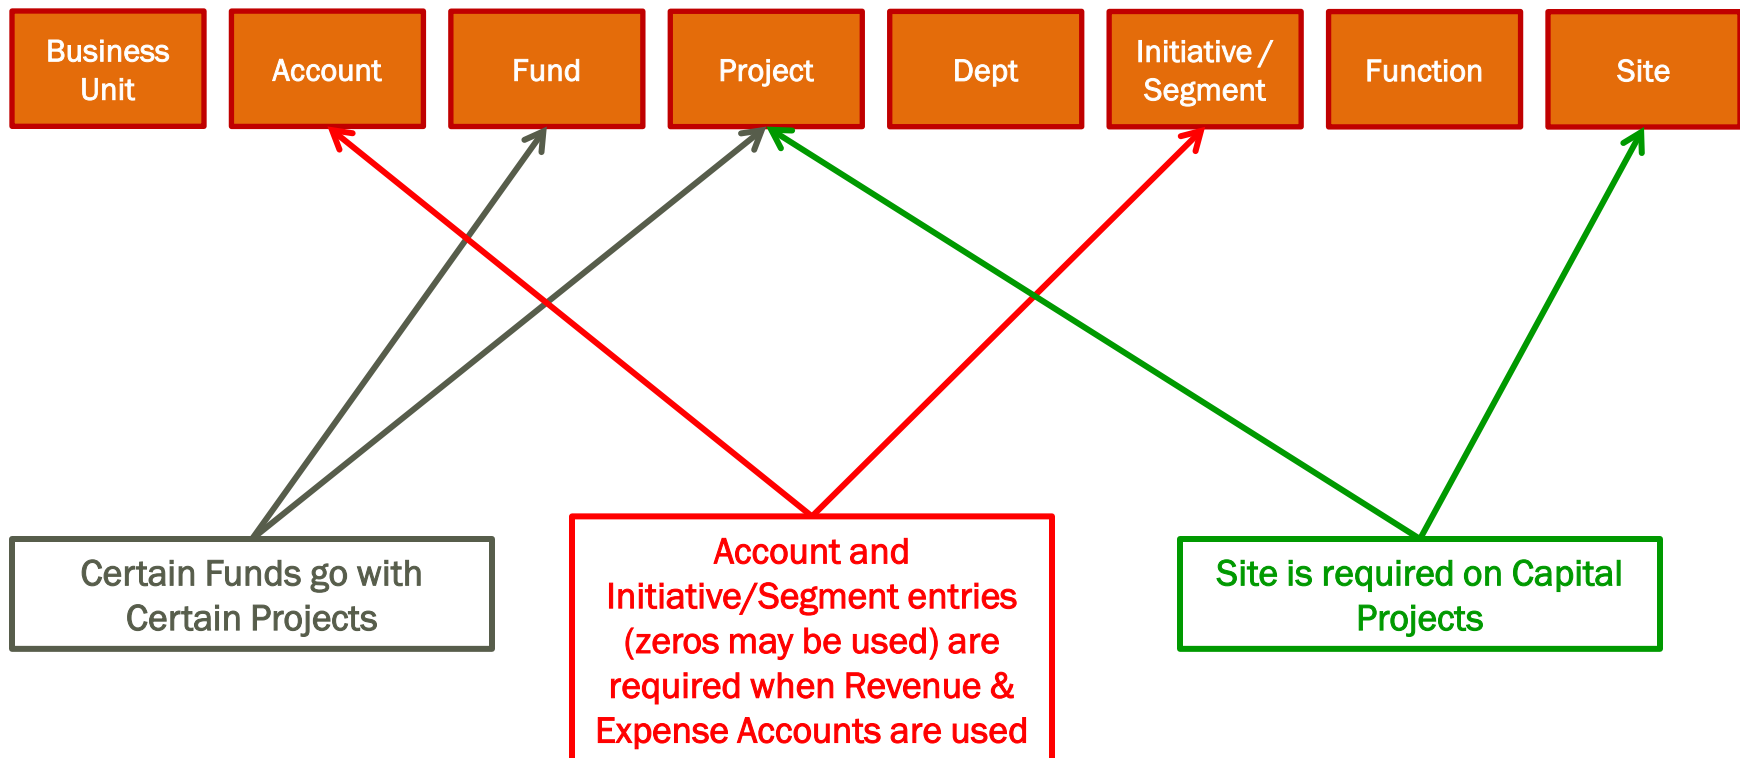 Business
Unit
Account
Fund
Project
Dept
Initiative /
Segment
Function
Site
Certain Funds go with
Certain Projects
Account and
Initiative/Segment entries
(zeros may be used) are
required when Revenue &
Expense Accounts are used
Site is required on Capital
Projects